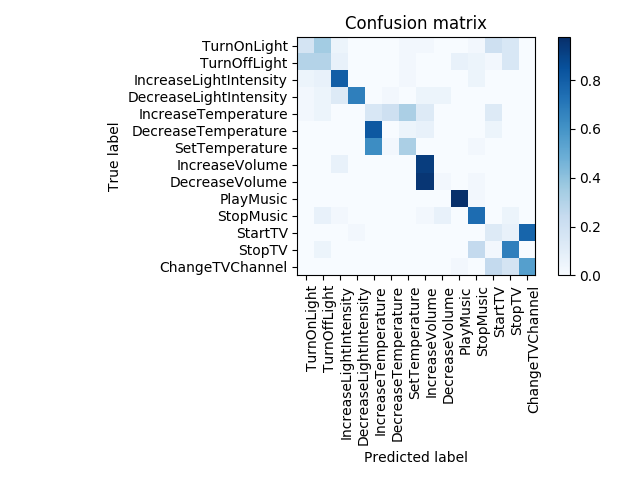 Confusion matrix
TurnOnLight
TurnOffLight
IncreaseLightIntensity
DecreaseLightIntensity
IncreaseTemperature
DecreaseTemperature
SetTemperature
IncreaseVolume
DecreaseVolume
PlayMusic
StopMusic
StartTV
StopTV
ChangeTVChannel
True label
TurnOnLight
TurnOffLight
IncreaseLightIntensity
DecreaseLightIntensity
IncreaseTemperature
DecreaseTemperature
SetTemperature
IncreaseVolume
DecreaseVolume
PlayMusic
StopMusic
StartTV
StopTV
ChangeTVChannel
Predicted label
0.8
0.6
0.4
0.2
0.0